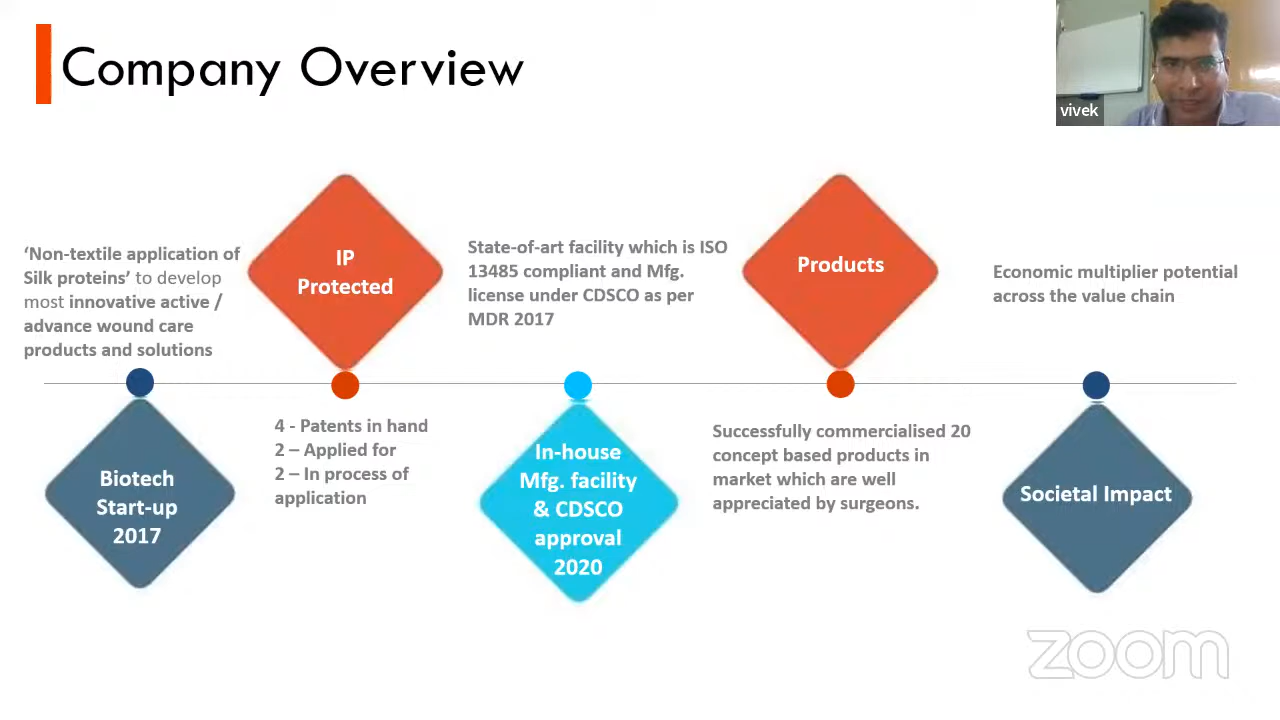 Company Overview
vivek
‘Non-textile application of
Silk proteins’ to develop
most innovative active /
advance wound care
products and solutions
Biotech
Start-up
2017
IP
Protected
4 - Patents in hand
2 – Applied for
2 – In process of
application
State-of-art facility which is ISO
13485 compliant and Mfg.
license under CDSCO as per
MDR 2017
In-house
Mfg. facility
& CDSCO
approval
2020
Products
Successfully commercialised 20
concept based products in
market which are well
appreciated by surgeons.
Economic multiplier potential
across the value chain
Societal Impact
zoom